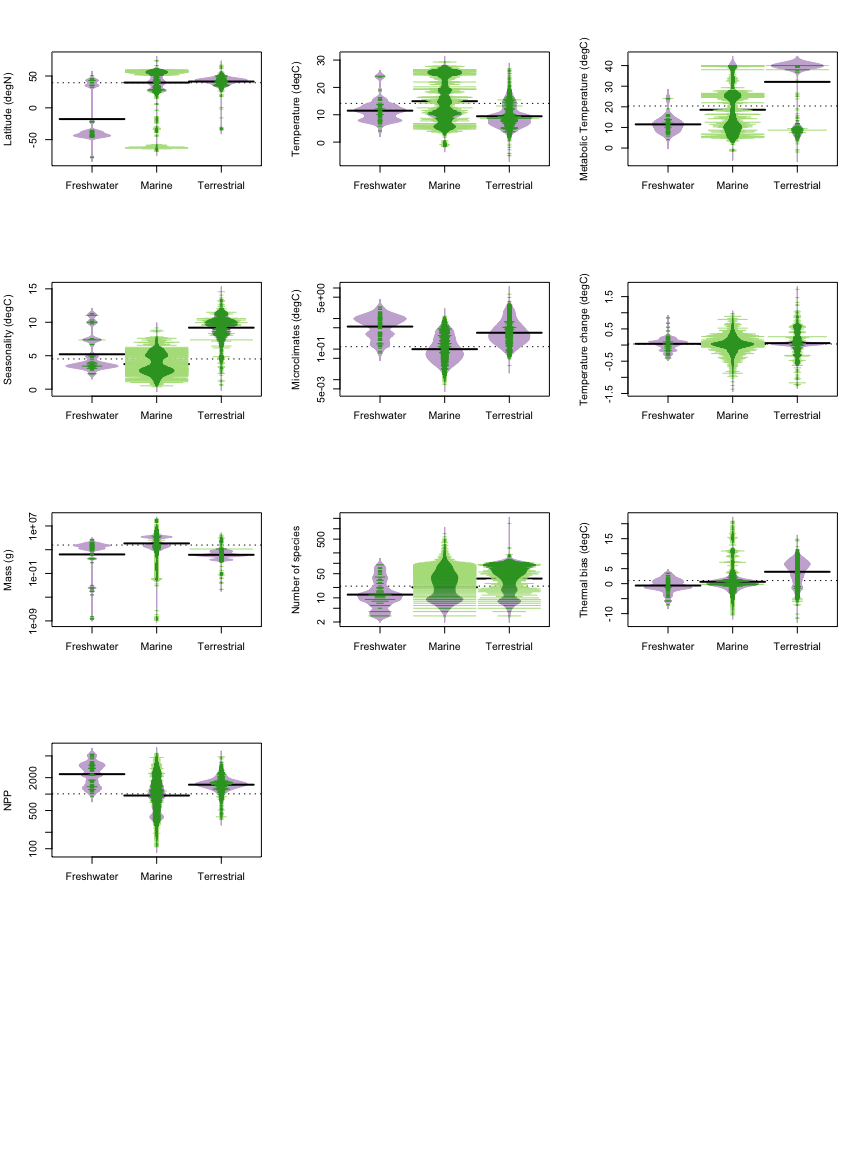 Latitude (degN)
50
0
−50
Freshwater Marine Terrestrial
Temperature (degC)
30
20
10
0
Freshwater Marine Terrestrial
Metabolic Temperature (degC)
40
30
20
10
0
Freshwater Marine Terrestrial
Seasonality (degC)
15
10
5
0
Freshwater Marine Terrestrial
Microclimates (degC)
5e+00
1e-01
5e-03
Freshwater Marine Terrestrial
Temperature change (degC)
1.5
0.5
-0.5
-1.5
Freshwater Marine Terrestrial
Mass (g)
1e+07
1e-01
1e-09
Freshwater Marine Terrestrial
Number of species
500
50
10
2
Freshwater Marine Terrestrial
Thermal bias (degC)
15
5
0
-10
Freshwater Marine Terrestrial
NPP
2000
500
100
Freshwater Marine Terrestrial